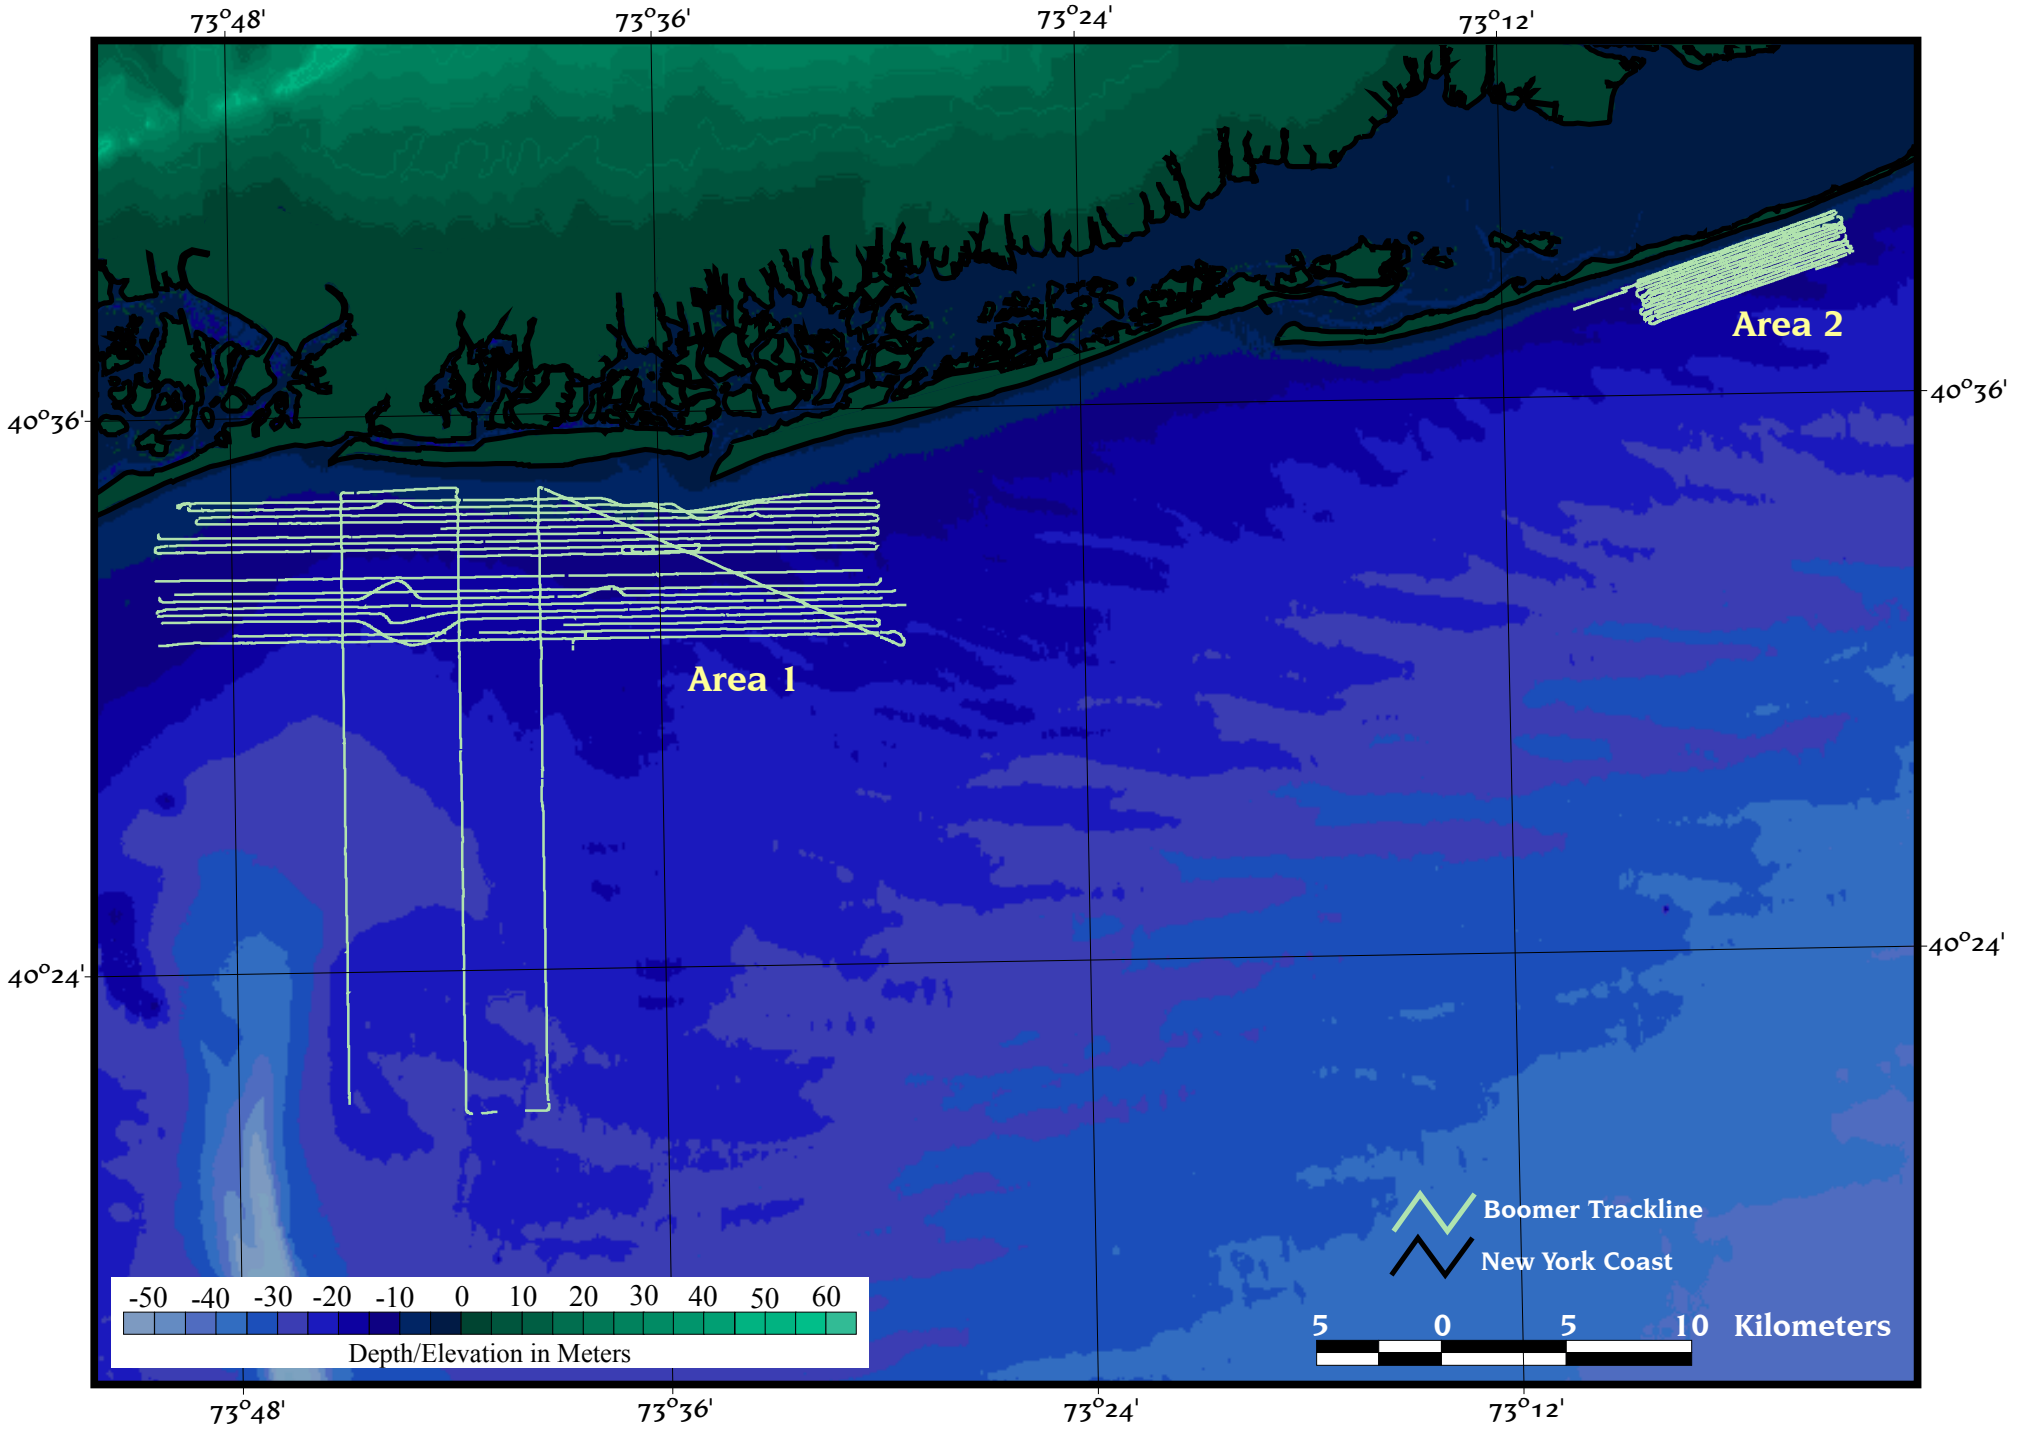 73°48' 73°36' 73°24' 73°12'
Area 2
40°36' 40°36'
Area 1
40°24' 40°24'
Boomer Trackline
New York Coast
-50 -40 -30 -20 -10 0 10 20 30 40 50 60
Depth/Elevation in Meters
5 0 5 10 Kilometers
73°48' 73°36' 73°24' 73°12'